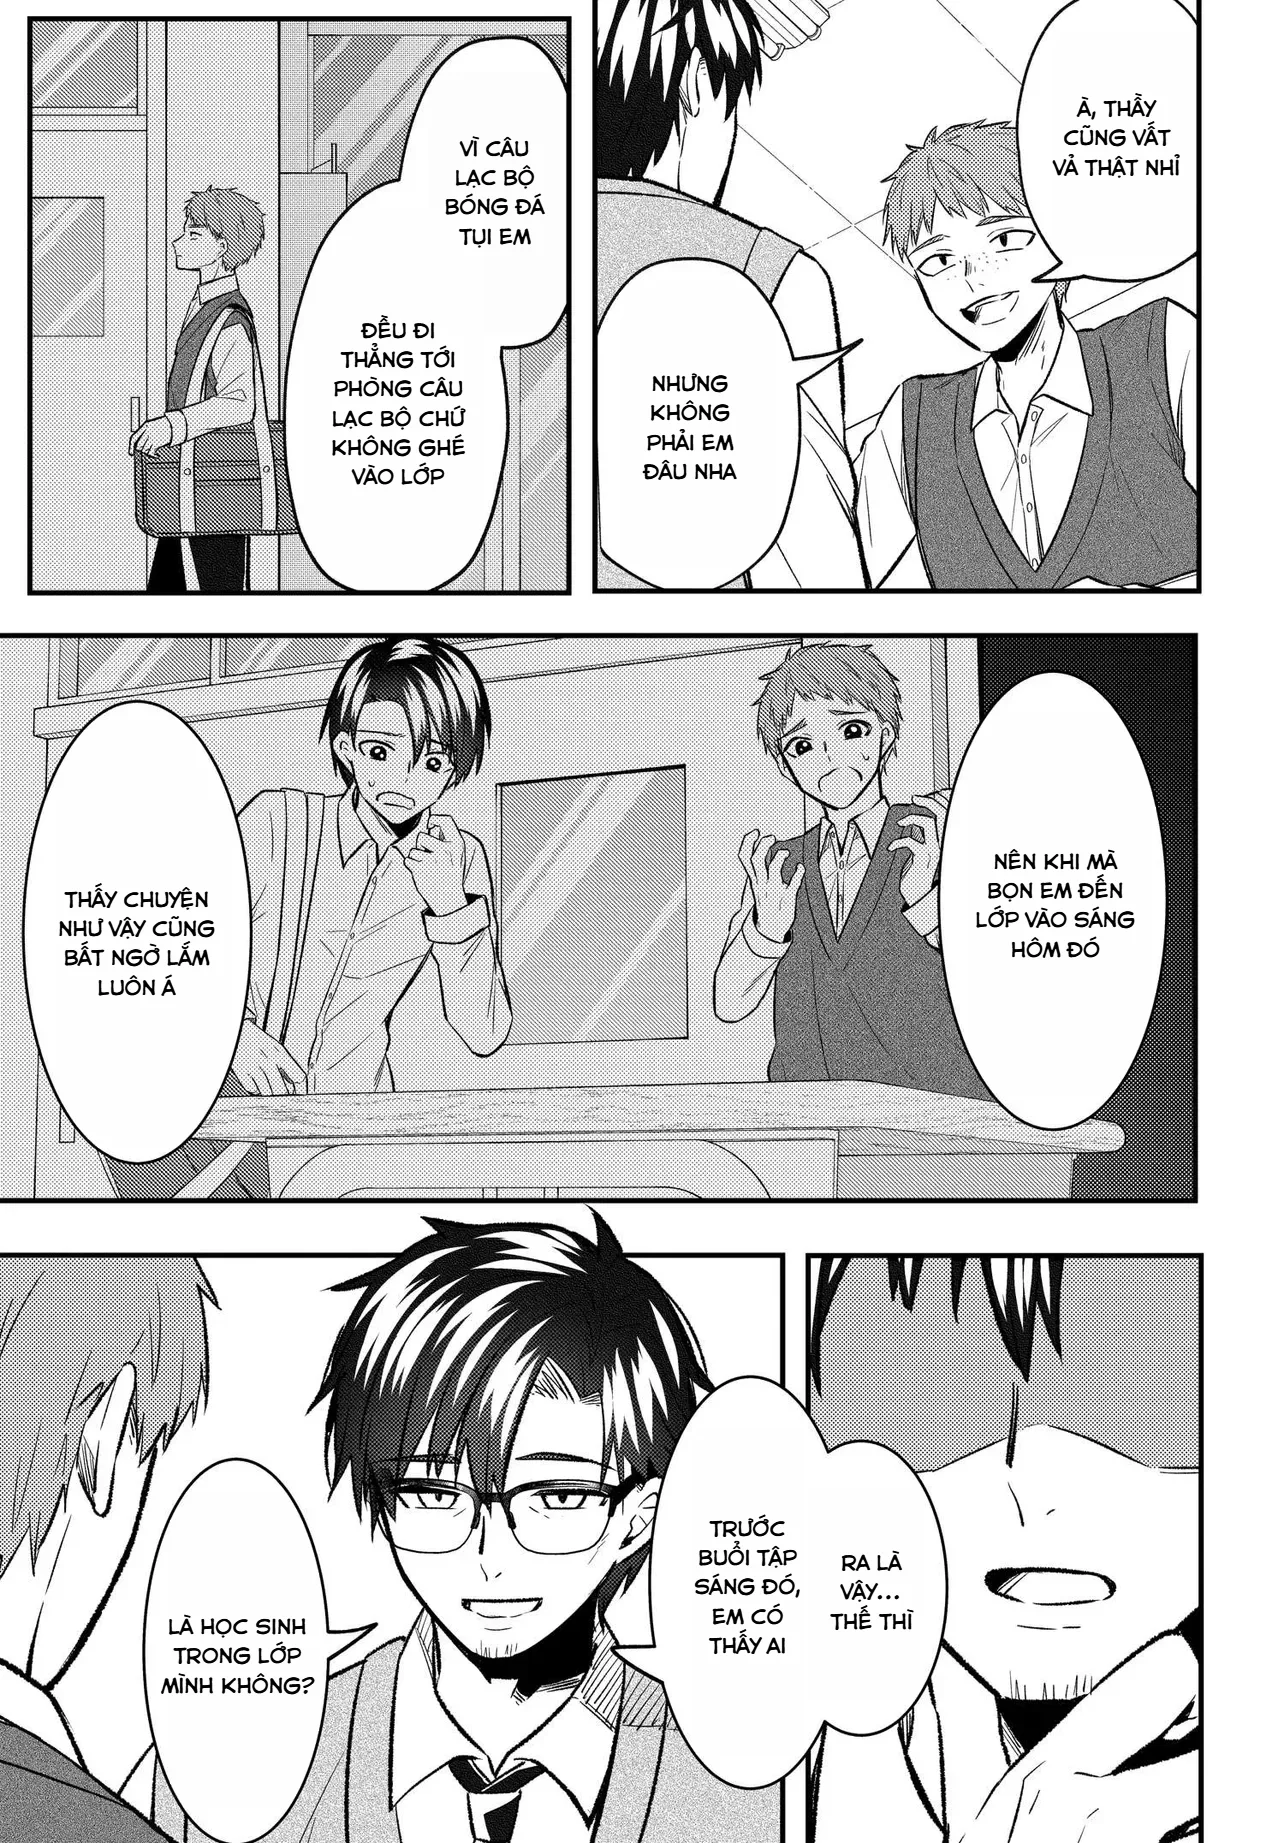 À, THẦY
CŨNG VẤT
VẢ THẬT NHỈ
NHƯNG
KHÔNG
PHẢI EM
ĐÂU NHA
VÌ CÂU
LẠC BỘ
BÓNG ĐÁ
TỤI EM
ĐỀU ĐI
THẲNG TỚI
PHÒNG CÂU
LẠC BỘ CHỨ
KHÔNG GHÉ
VÀO LỚP
NÊN KHI MÀ
BỌN EM ĐẾN
LỚP VÀO SÁNG
HÔM ĐÓ
THẤY CHUYỆN
NHƯ VẬY CŨNG
BẤT NGỜ LẮM
LUÔN Á
RA LÀ
VẬY...
THẾ THÌ
TRƯỚC
BUỔI TẬP
SÁNG ĐÓ,
EM CÓ
THẤY AI
LÀ HỌC SINH
TRONG LỚP
MÌNH KHÔNG?